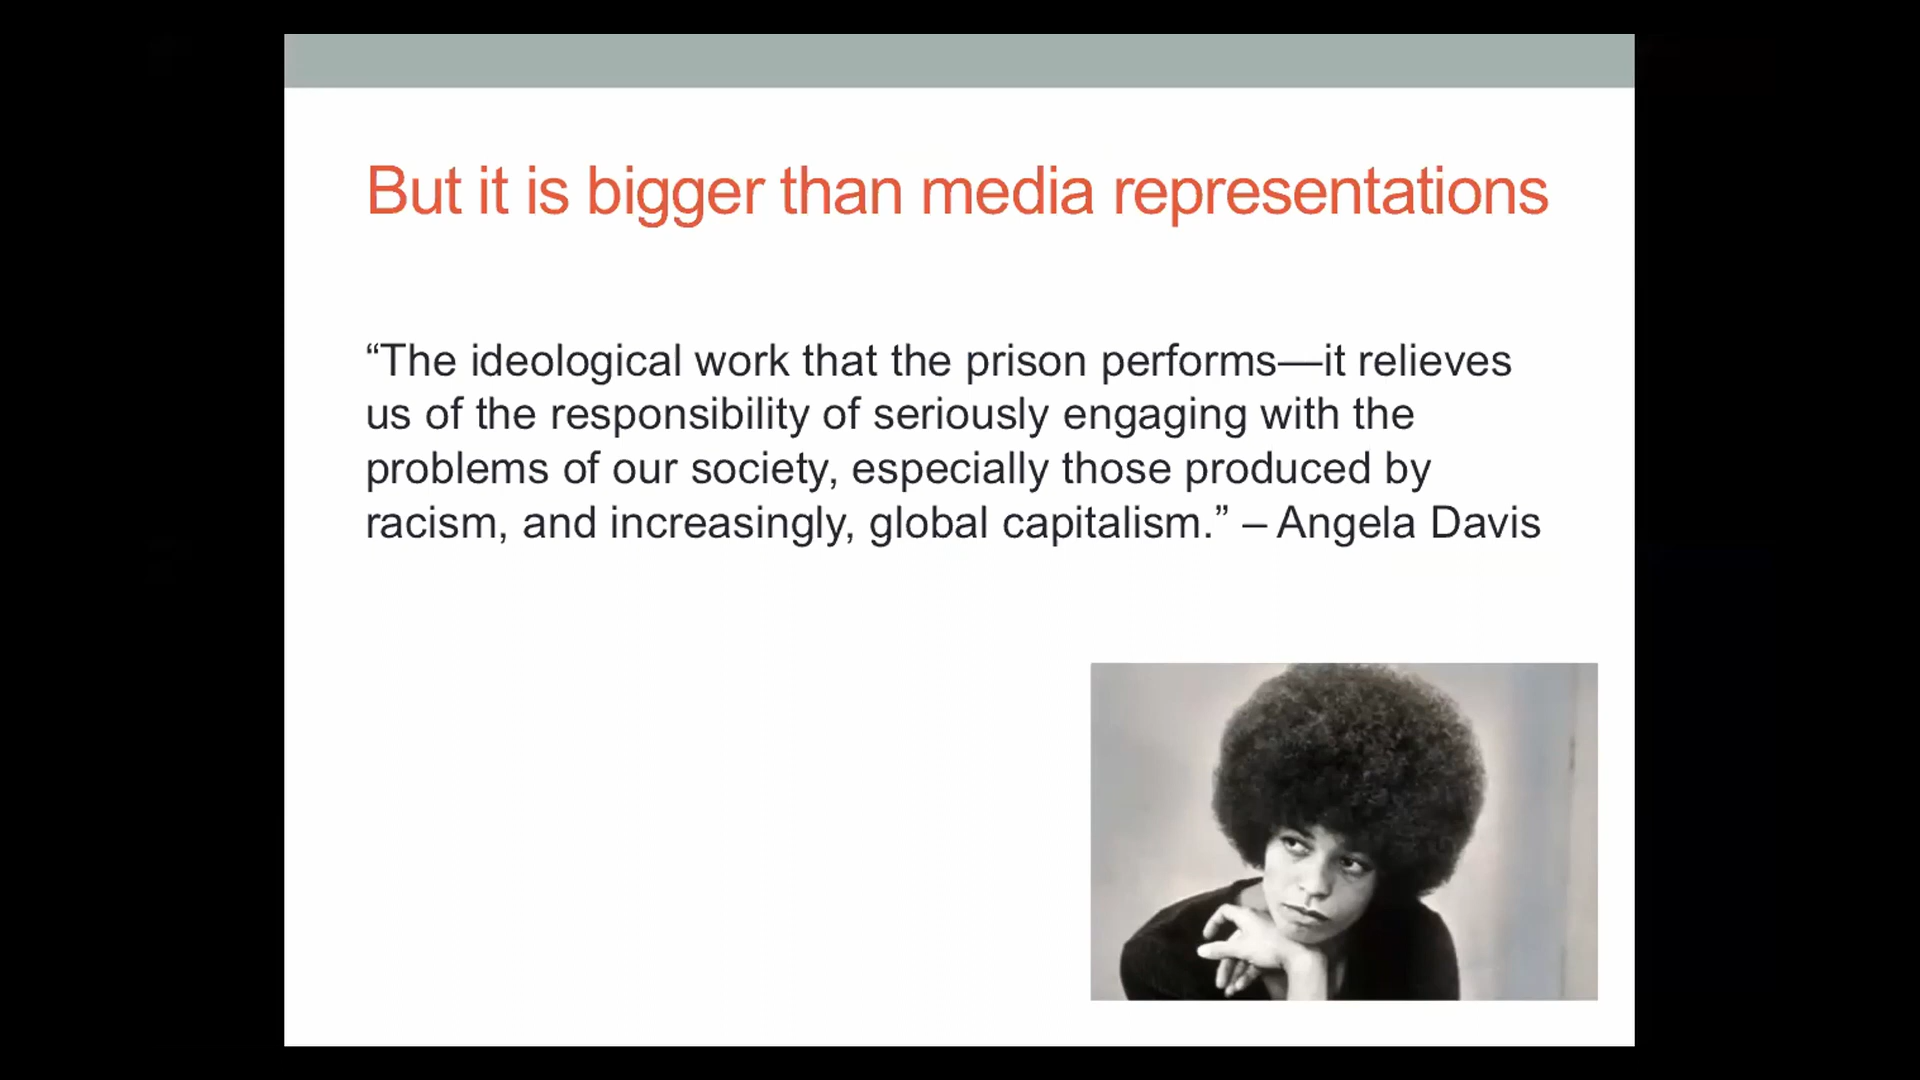 But it is bigger than media representations
“The ideological work that the prison performs—it relieves
us of the responsibility of seriously engaging with the
problems of our society, especially those produced by
racism, and increasingly, global capitalism.” – Angela Davis